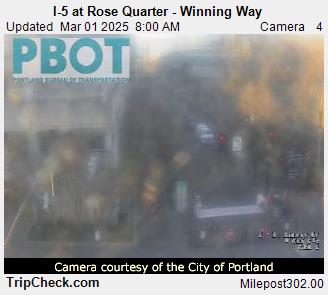 I-5 at Rose Quarter - Winning Way
Updated Mar 01 2025 8:00 AM Camera 4
PBOT
PORTLAND BUREAU OF TRANSPORTATION
Camera courtesy of the City of Portland
TripCheck.com Milepost302.00